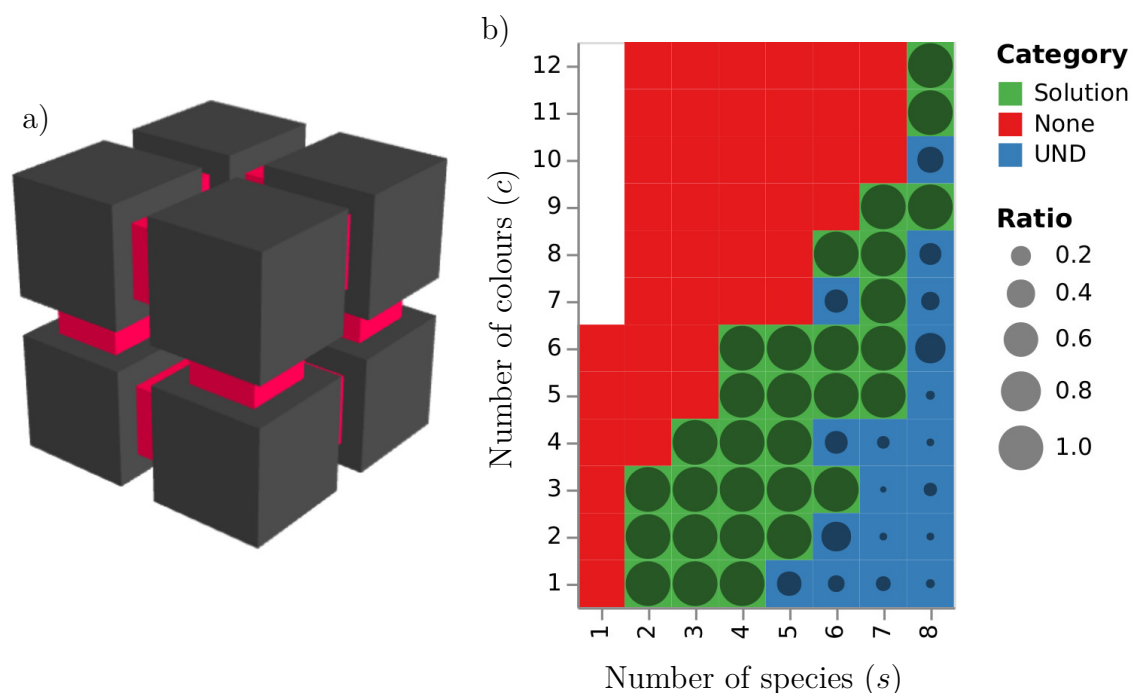 a)
b)
Number of colours (c)
12
11
10
9
8
7
6
5
4
3
2
1
1 2 3 4 5 6 7 8
Number of species (s)
Category
Solution
None
UND
Ratio
0.2
0.4
0.6
0.8
1.0